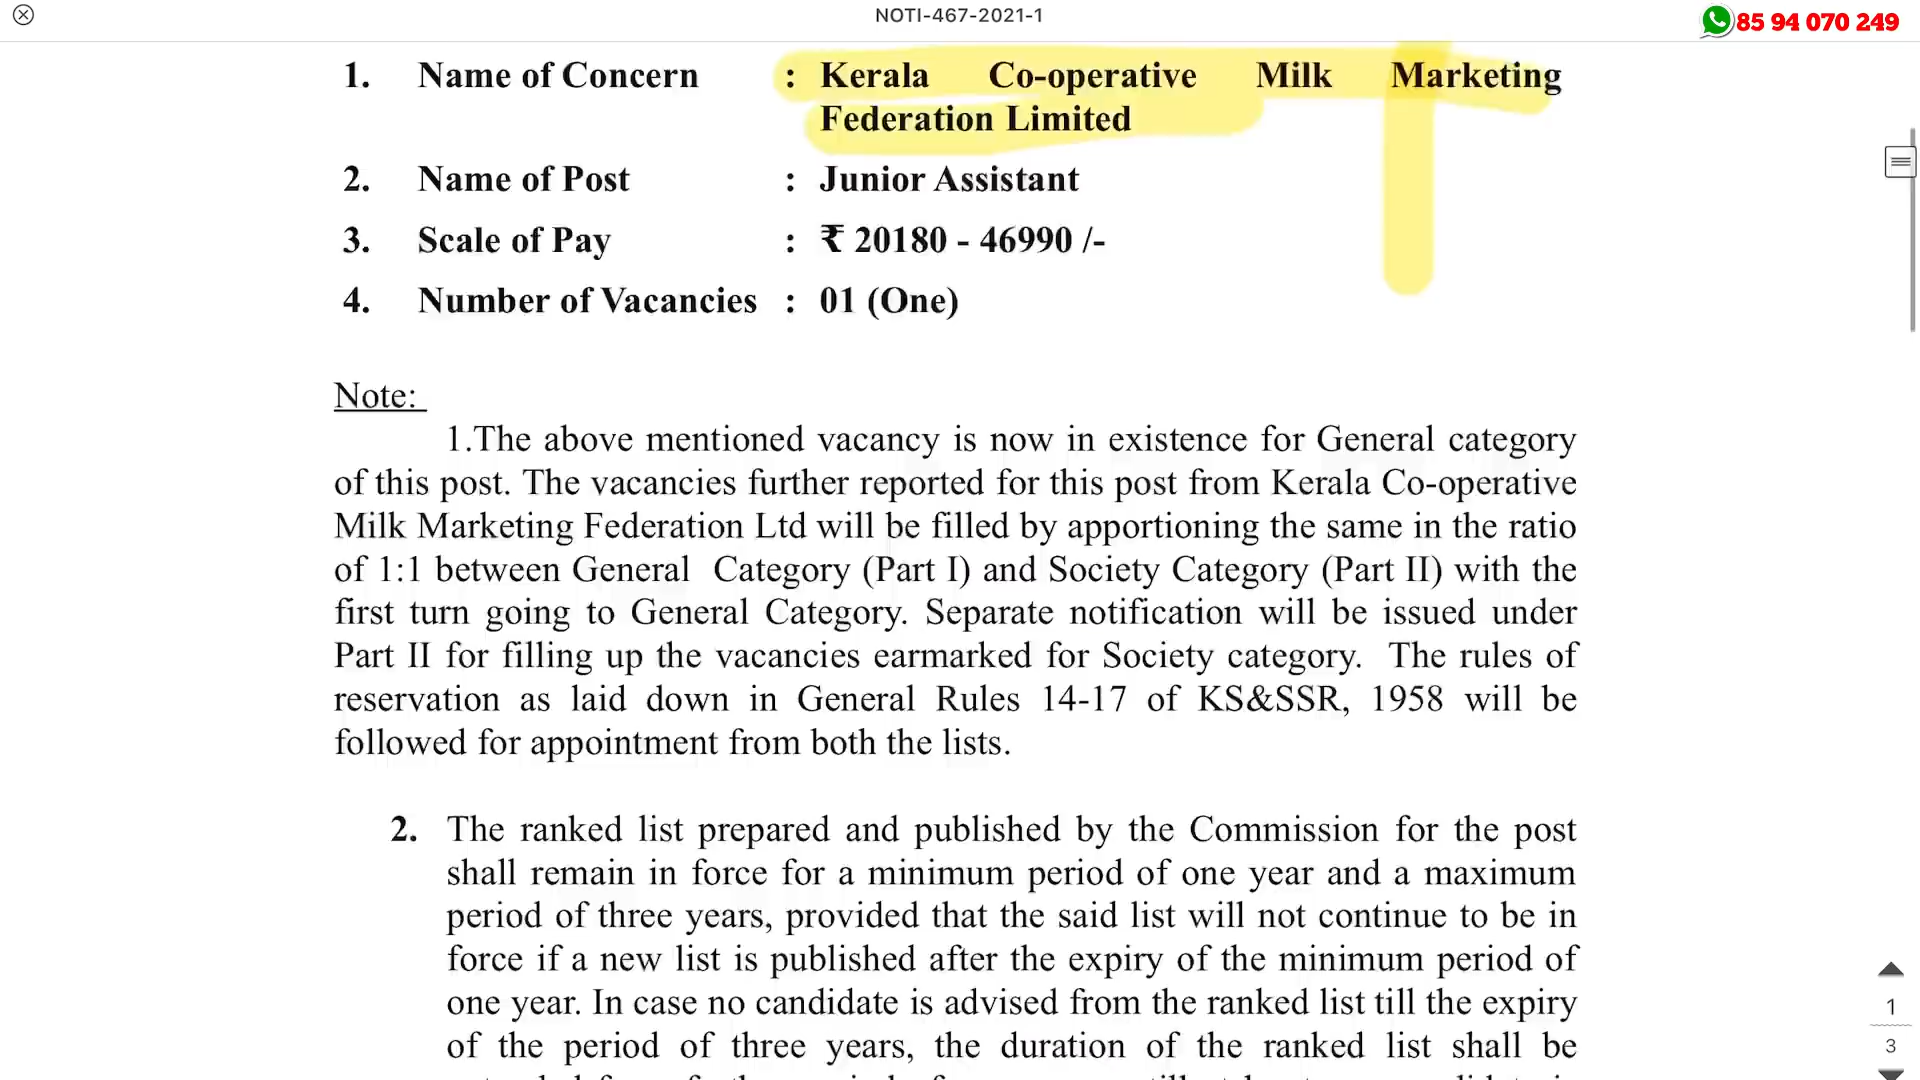 NOTI-467-2021-1
85 94 070 249
1. Name of Concern : Kerala Co-operative Milk Marketing
Federation Limited
2. Name of Post : Junior Assistant
3. Scale of Pay : ₹ 20180 - 46990 /-
4. Number of Vacancies : 01 (One)
Note:
1.The above mentioned vacancy is now in existence for General category
of this post. The vacancies further reported for this post from Kerala Co-operative
Milk Marketing Federation Ltd will be filled by apportioning the same in the ratio
of 1:1 between General Category (Part I) and Society Category (Part II) with the
first turn going to General Category. Separate notification will be issued under
Part II for filling up the vacancies earmarked for Society category. The rules of
reservation as laid down in General Rules 14-17 of KS&SSR, 1958 will be
followed for appointment from both the lists.
2. The ranked list prepared and published by the Commission for the post
shall remain in force for a minimum period of one year and a maximum
period of three years, provided that the said list will not continue to be in
force if a new list is published after the expiry of the minimum period of
one year. In case no candidate is advised from the ranked list till the expiry
of the period of three years, the duration of the ranked list shall be
1
3